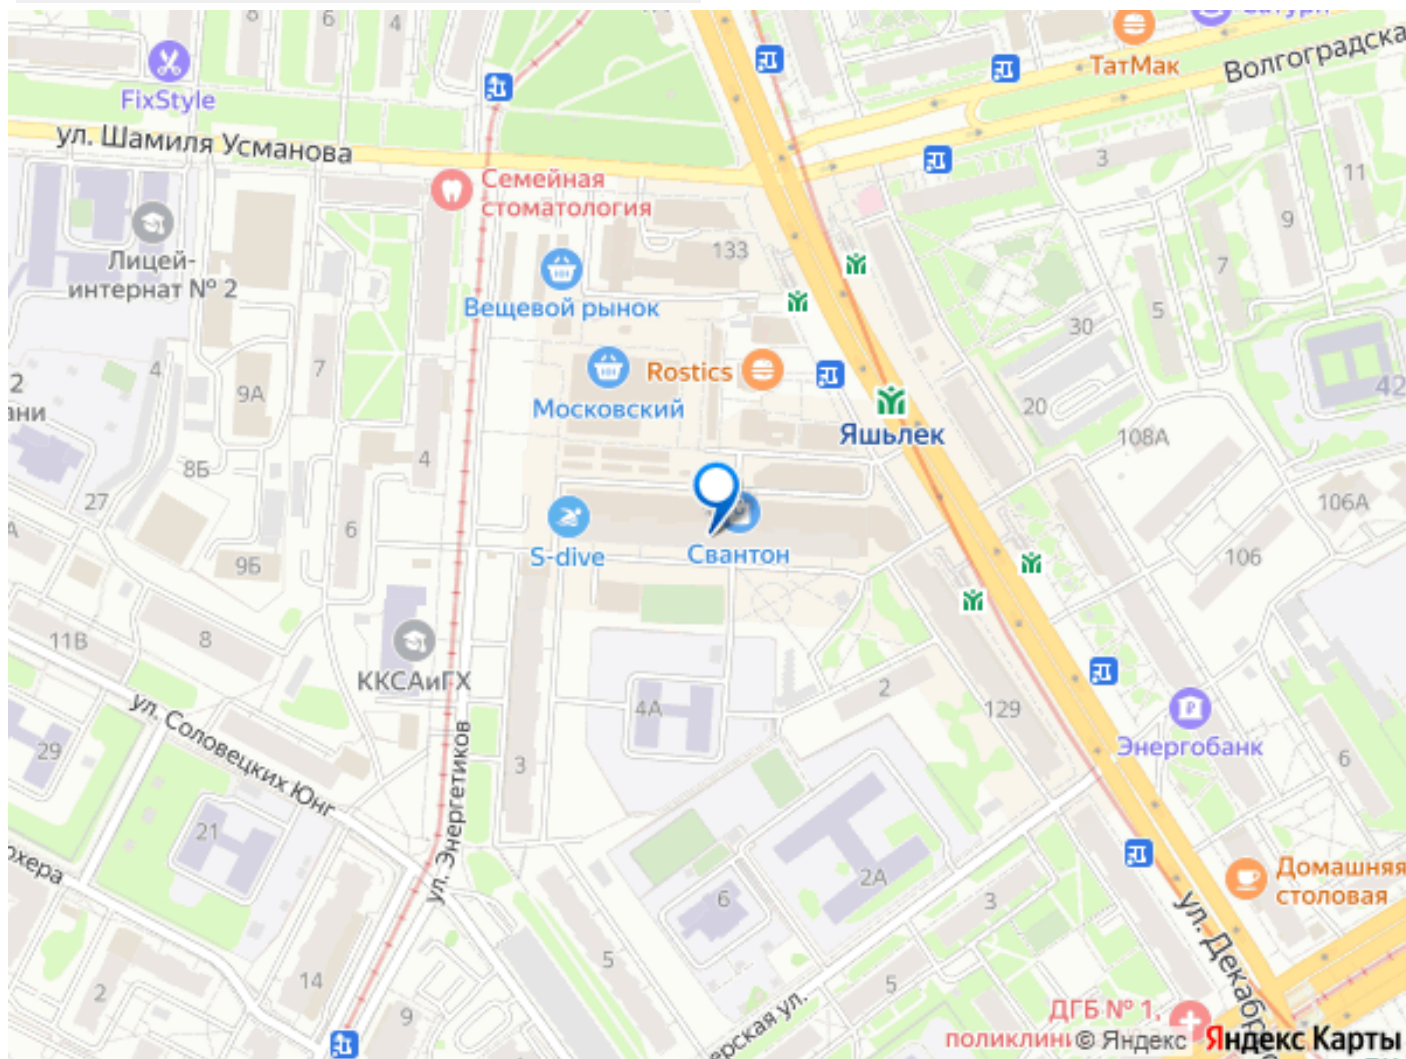 Сатурн
ТатМак
Волгоградска
FixStyle
ул. Шамиля Усманова
8
6
4
3
11
Семейная
стоматология
9
Лицей-
интернат № 2
133
7
Вещевой рынок
5
30
4
7
9А
Rostics
Московский
2
ани
42
20
Яшьлек
108А
4
8Б
27
106А
6
S-dive
Свантон
106
9Б
11В
8
ККСАиГХ
2
4А
129
ул. Соловецких Юнг
29
Энергобанк
6
3
ул. Энергетиков
21
охера
2А
Домашняя
столовая
6
3
ул. Декабр
5
14
5
2
9
ДГБ № 1,
поликлини
ерская ул.
© Яндекс
Яндекс Карты